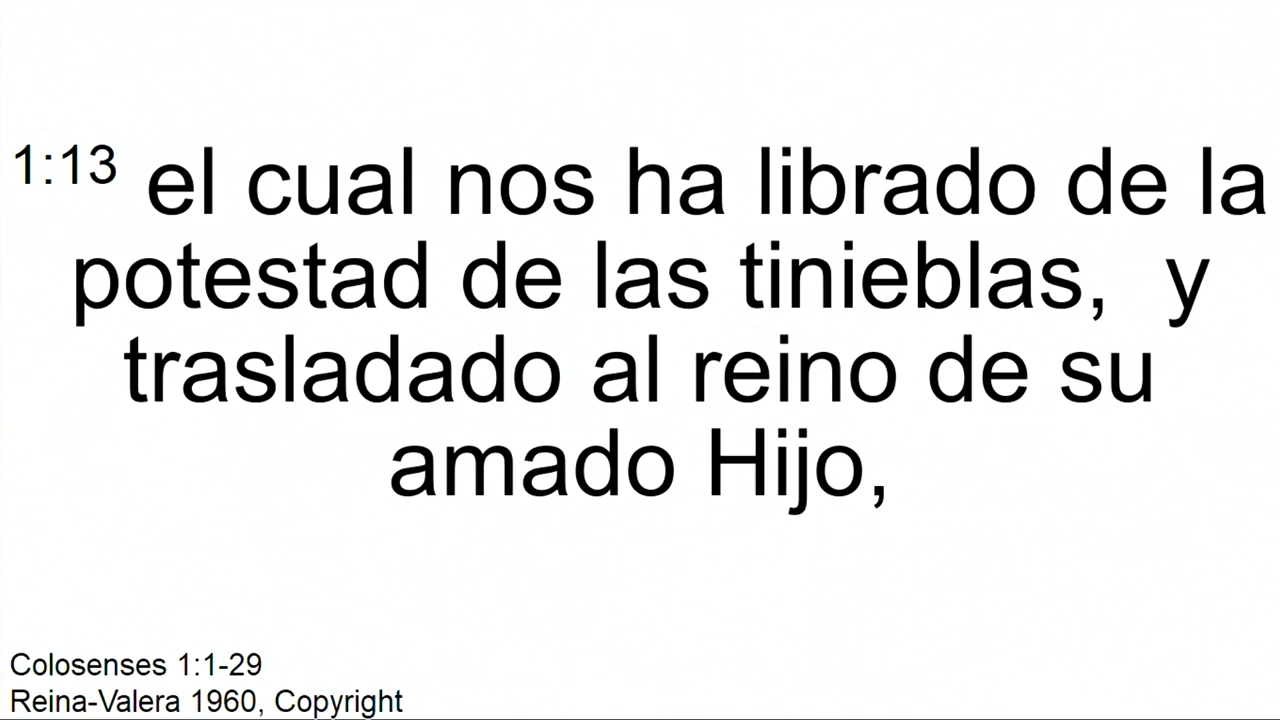 1:13 el cual nos ha librado de la
potestad de las tinieblas, y
trasladado al reino de su
amado Hijo,
Colosenses 1:1-29
Reina-Valera 1960, Copyright